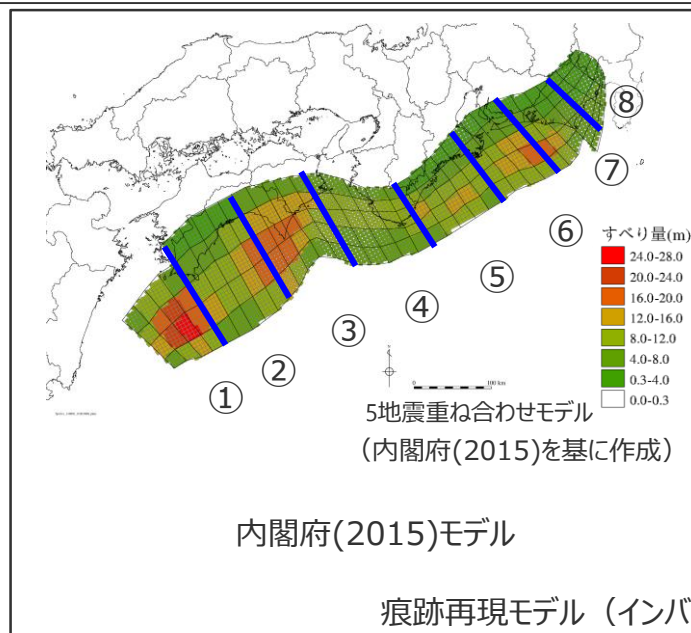 ⑧
⑦
⑥
⑤
④
③
②
①
すべり量(m)
24.0-28.0
20.0-24.0
16.0-20.0
12.0-16.0
8.0-12.0
4.0-8.0
0.3-4.0
0.0-0.3
0
100 km
5地震重ね合わせモデル
（内閣府(2015)を基に作成）
内閣府(2015)モデル
痕跡再現モデル（インバ